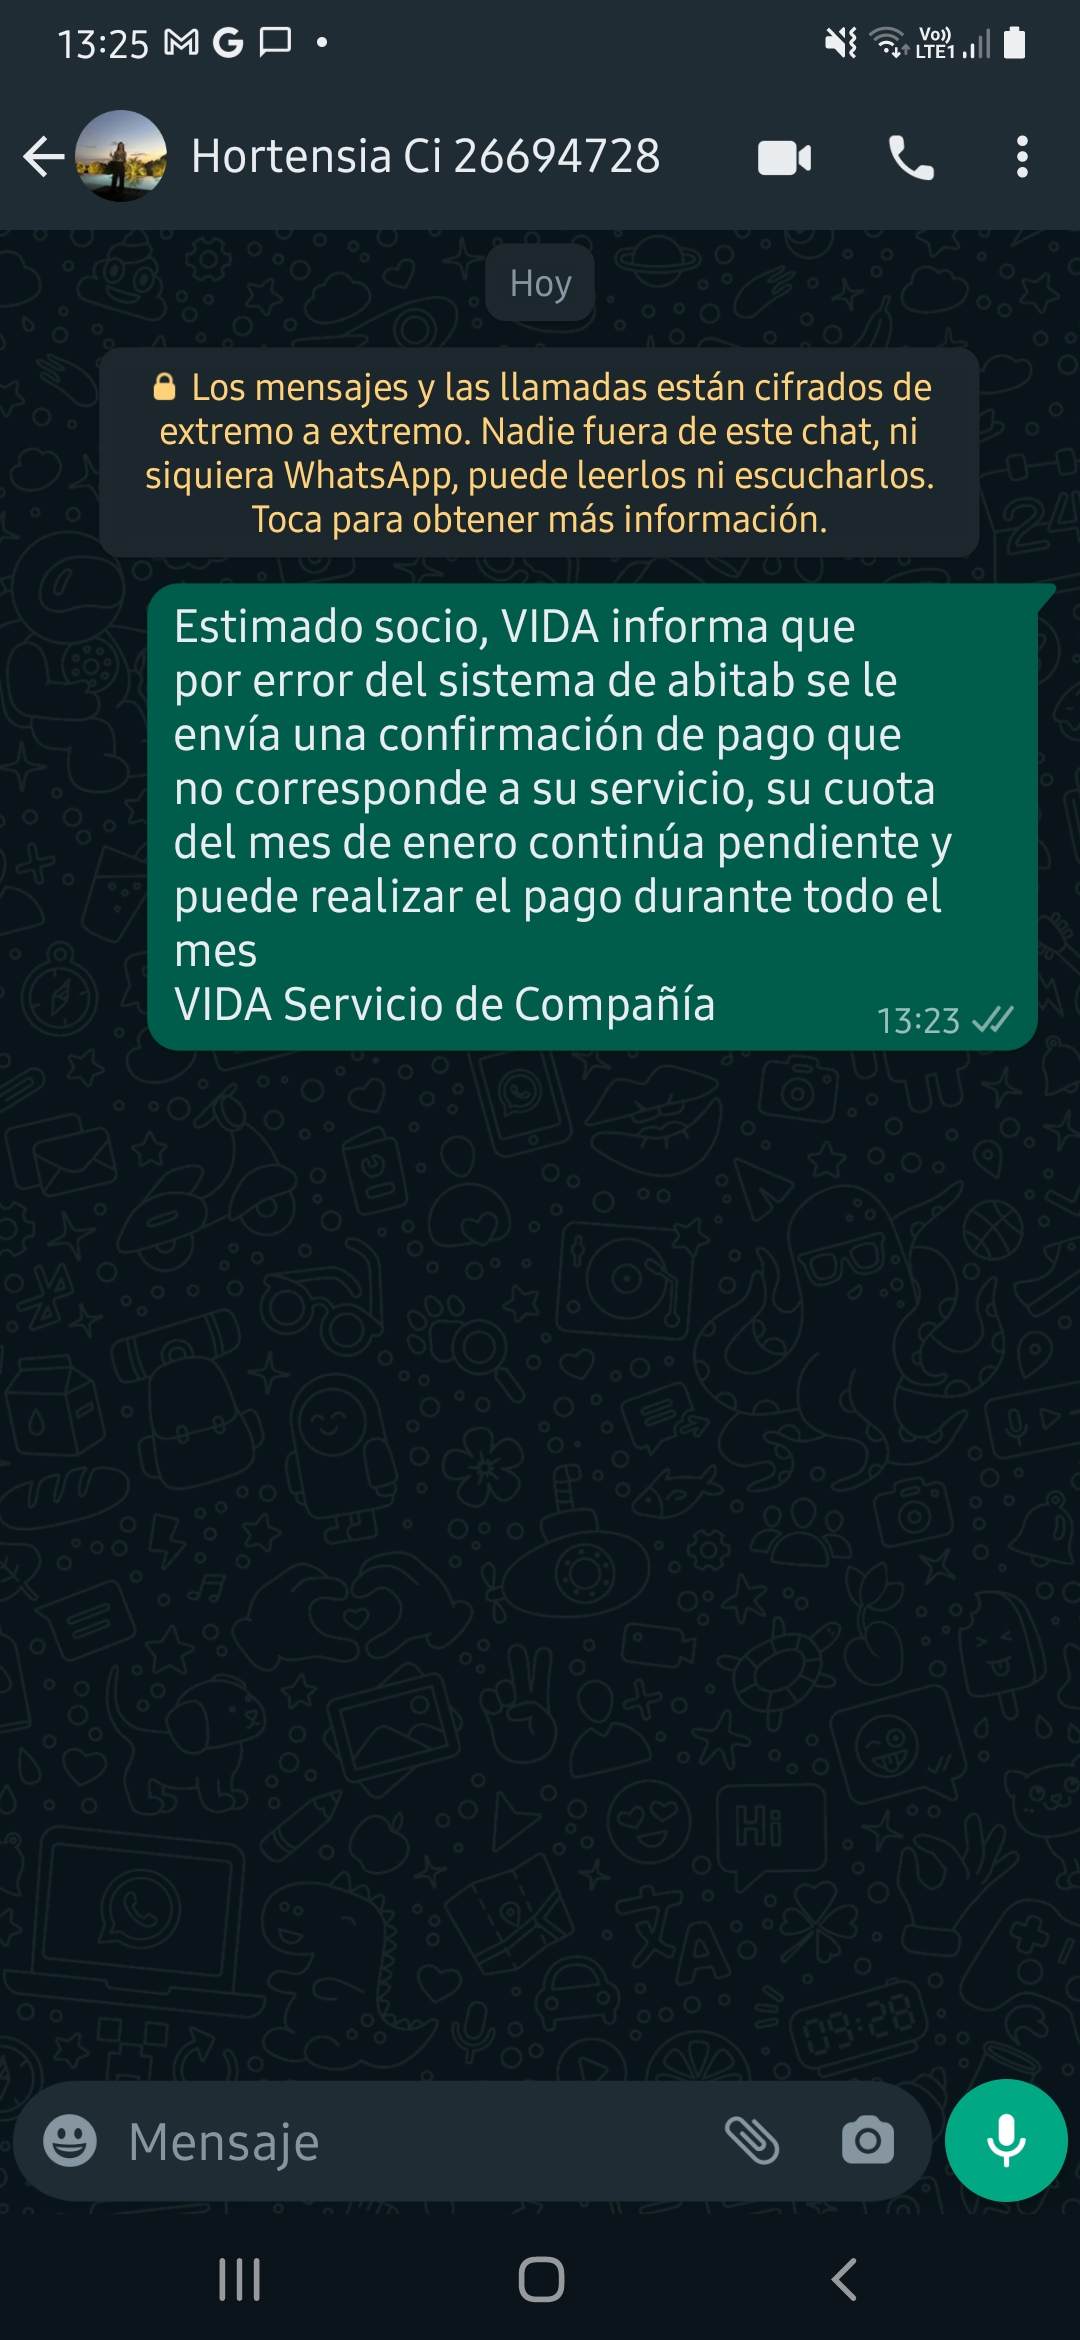 13:25
Vo))
LTE1
Hortensia Ci 26694728
Hoy
Los mensajes y las llamadas están cifrados de
extremo a extremo. Nadie fuera de este chat, ni
siquiera WhatsApp, puede leerlos ni escucharlos.
Toca para obtener más información.
Estimado socio, VIDA informa que
por error del sistema de abitab se le
envía una confirmación de pago que
no corresponde a su servicio, su cuota
del mes de enero continúa pendiente y
puede realizar el pago durante todo el
mes
VIDA Servicio de Compañía
13:23
Mensaje